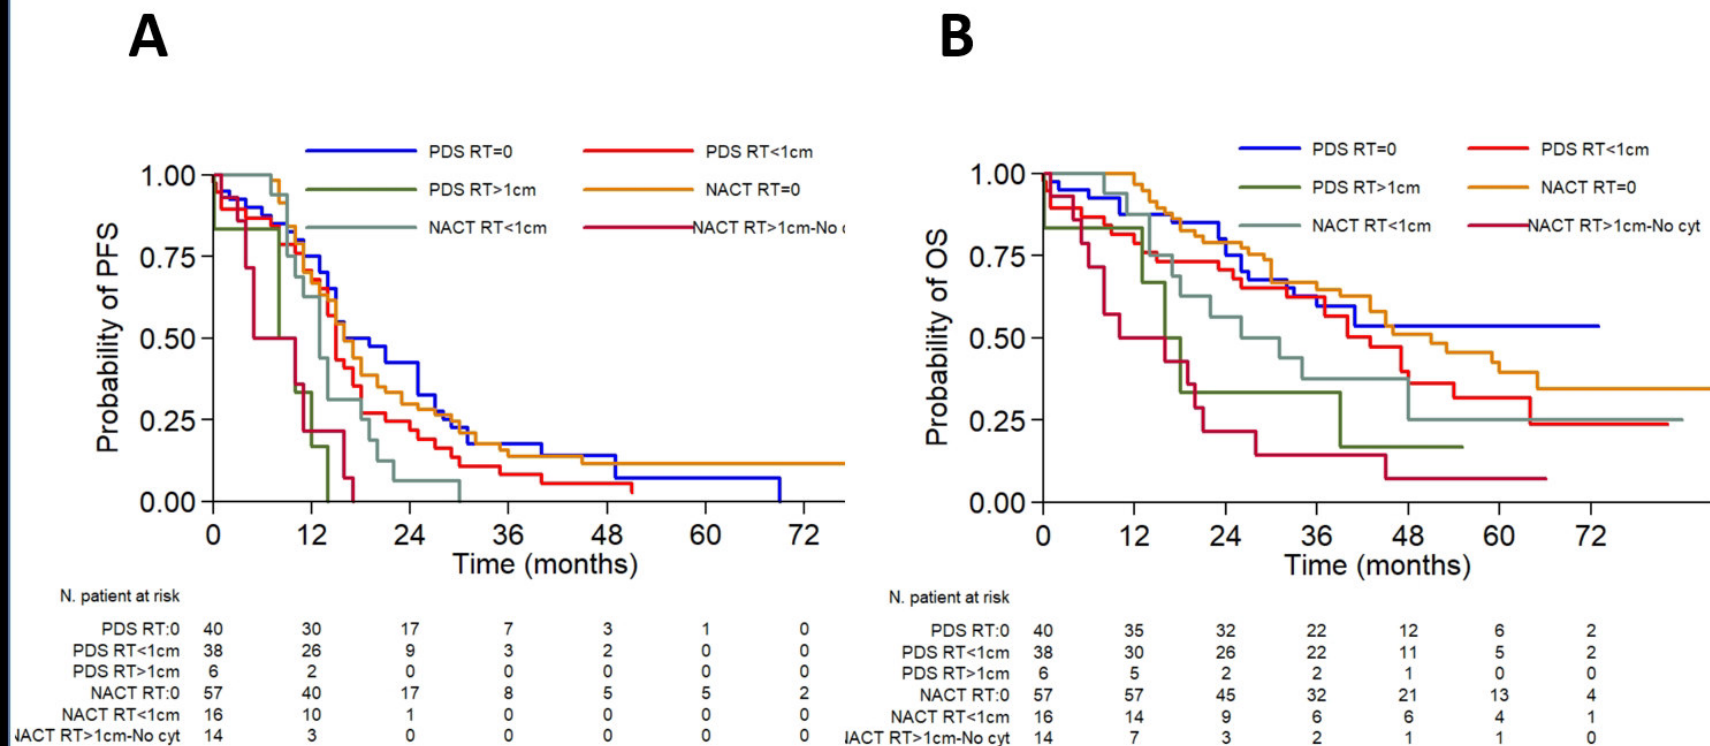 A
B
PDS RT=0 PDS RT<1cm
PDS RT>1cm NACT RT=0
NACT RT<1cm NACT RT>1cm-No c
1.00
0.75
0.50
0.25
0.00
Probability of PFS
0 12 24 36 48 60 72
Time (months)
N. patient at risk
PDS RT:0 40 30 17 7 3 1 0
PDS RT<1cm 38 26 9 3 2 0 0
PDS RT>1cm 6 2 0 0 0 0 0
NACT RT:0 57 40 17 8 5 5 2
NACT RT<1cm 16 10 1 0 0 0 0
NACT RT>1cm-No cyt 14 3 0 0 0 0 0
PDS RT=0 PDS RT<1cm
PDS RT>1cm NACT RT=0
NACT RT<1cm NACT RT>1cm-No cyt
1.00
0.75
0.50
0.25
0.00
Probability of OS
0 12 24 36 48 60 72
Time (months)
N. patient at risk
PDS RT:0 40 35 32 22 12 6 2
PDS RT<1cm 38 30 26 22 11 5 2
PDS RT>1cm 6 5 2 2 1 0 0
NACT RT:0 57 57 45 32 21 13 4
NACT RT<1cm 16 14 9 6 6 4 1
NACT RT>1cm-No cyt 14 7 3 2 1 1 0